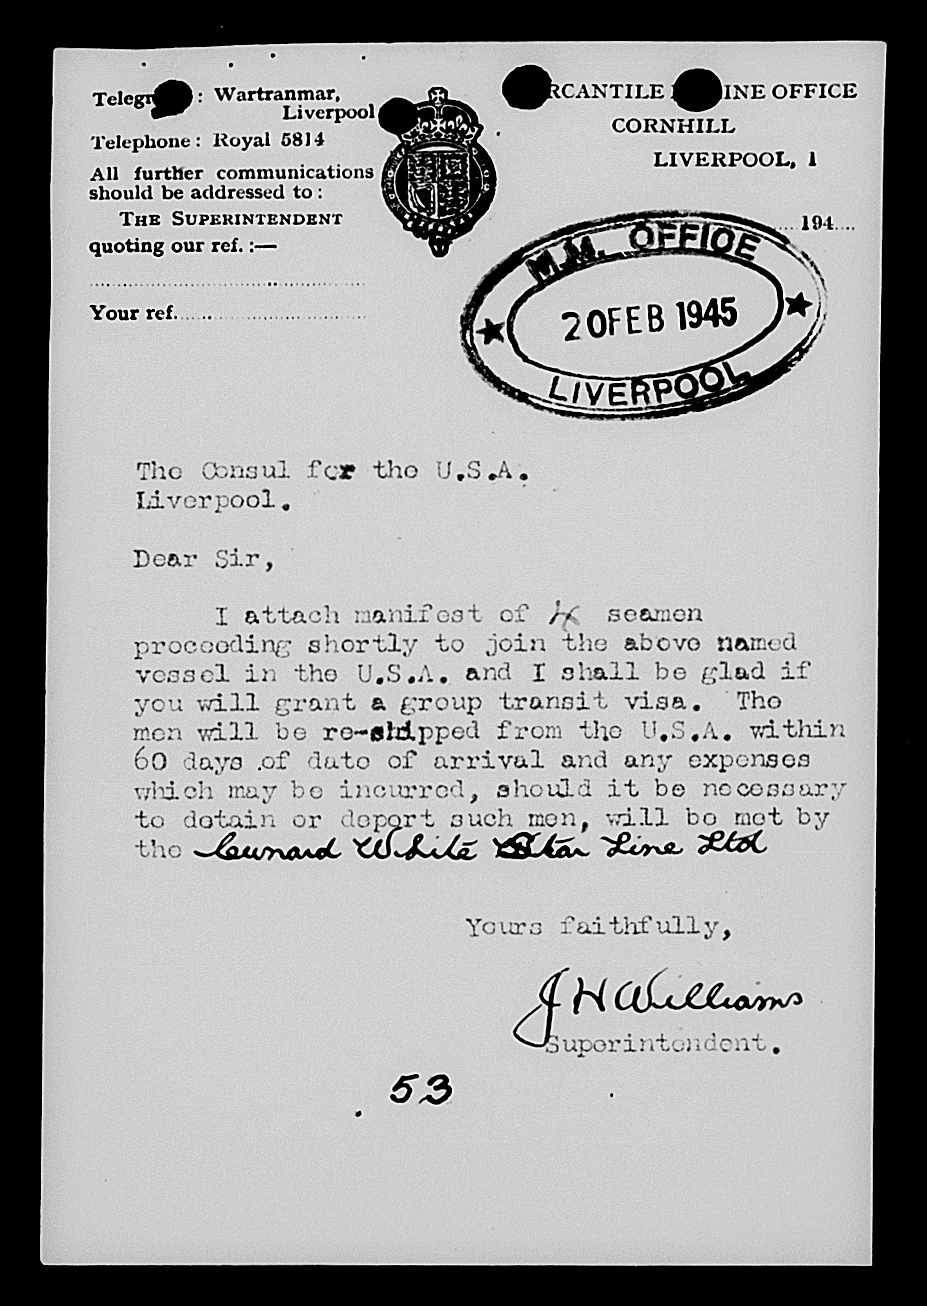 : Wartranmar,
Liverpool
Telephone: Royal 5814
All further communications
should be addressed to:
THE SUPERINTENDENT
quoting our ref. :—
Your ref.
OFFICE
CORNHILL
LIVERPOOL, 1
194
M.M. OFFICE
20 FEB 1945
LIVERPOOL
The Consul for the U.S.A.
Liverpool.
Dear Sir,
I attach manifest of seamen
proceeding shortly to join the above named
vessel in the U.S.A. and I shall be glad if
you will grant a group transit visa. The
men will be re-shipped from the U.S.A. within
60 days .of date of arrival and any expenses
which may be incurred, should it be necessary
to detain or deport such men, will be met by
the Cunard White Star Line Ltd
Yours faithfully,
J H Williams
Superintendent.
53